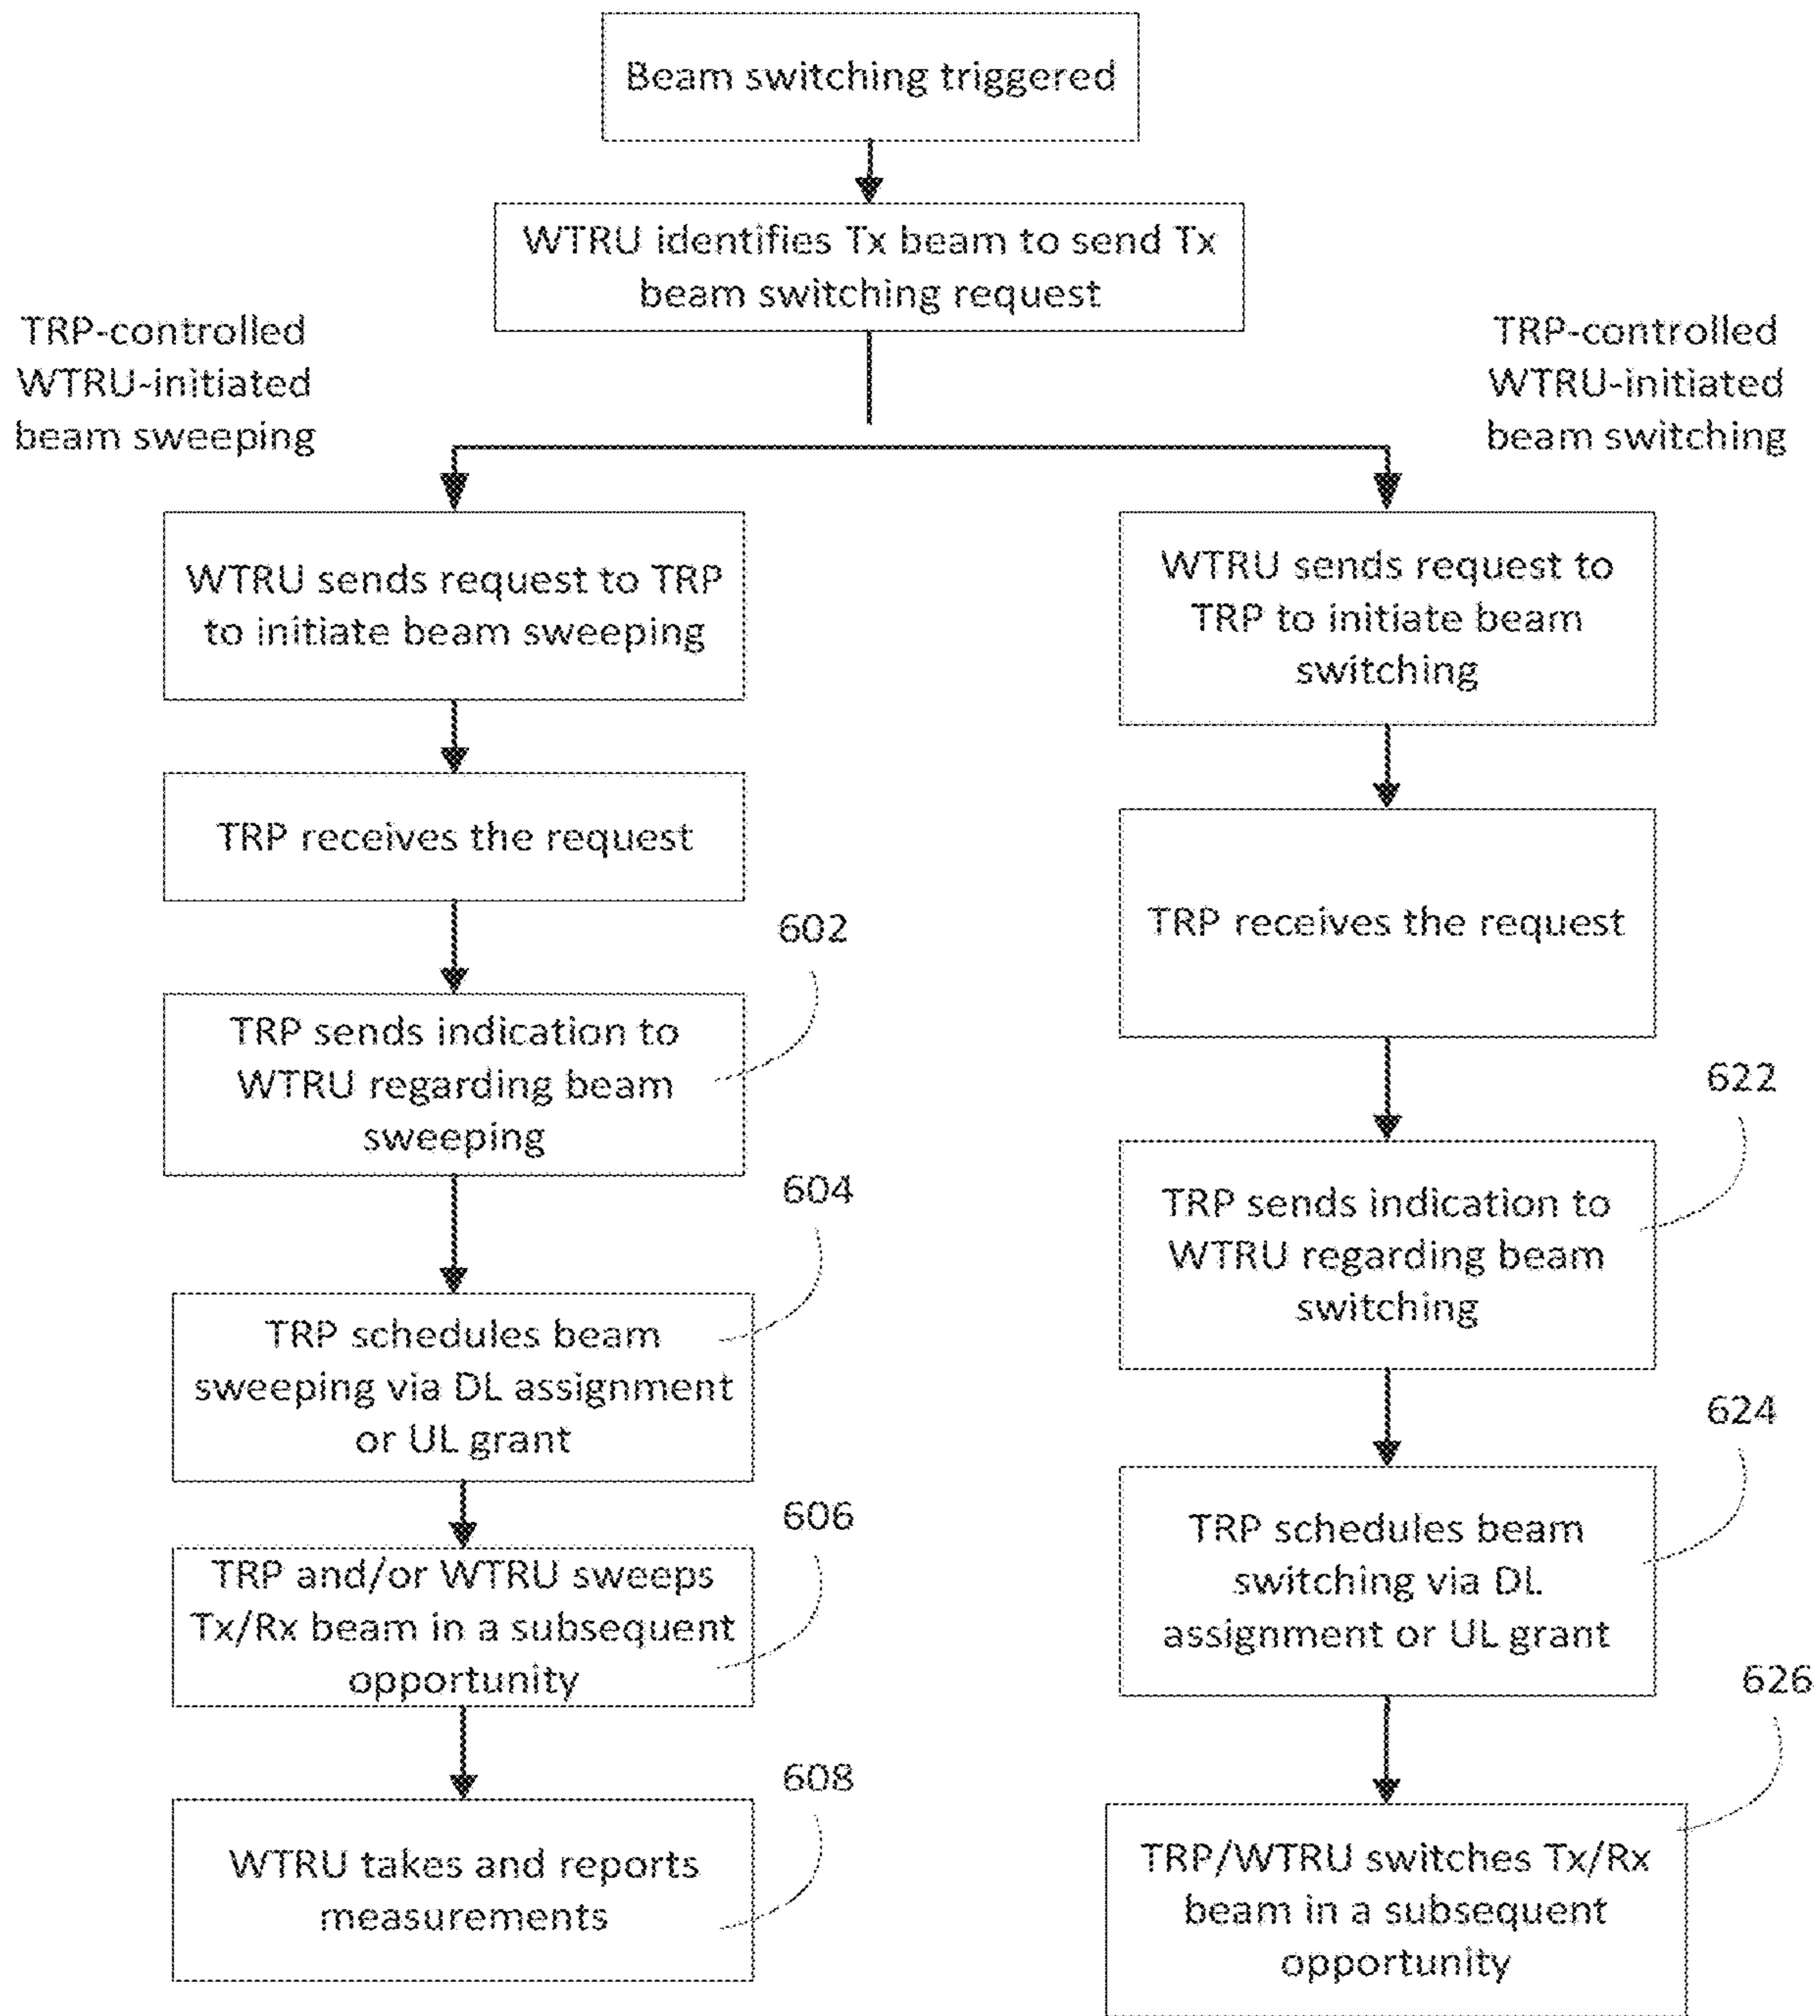 Beam switching triggered
WTRU identifies Tx beam to send Tx
beam switching request
TRP-controlled
WTRU-initiated
beam sweeping
TRP-controlled
WTRU-initiated
beam switching
WTRU sends request to TRP
to initiate beam sweeping
TRP receives the request
602
TRP sends indication to
WTRU regarding beam
sweeping
604
TRP schedules beam
sweeping via DL assignment
or UL grant
606
TRP and/or WTRU sweeps
Tx/Rx beam in a subsequent
opportunity
608
WTRU takes and reports
measurements
WTRU sends request to
TRP to initiate beam
switching
TRP receives the request
622
TRP sends indication to
WTRU regarding beam
switching
624
TRP schedules beam
switching via DL
assignment or UL grant
626
TRP/WTRU switches Tx/Rx
beam in a subsequent
opportunity